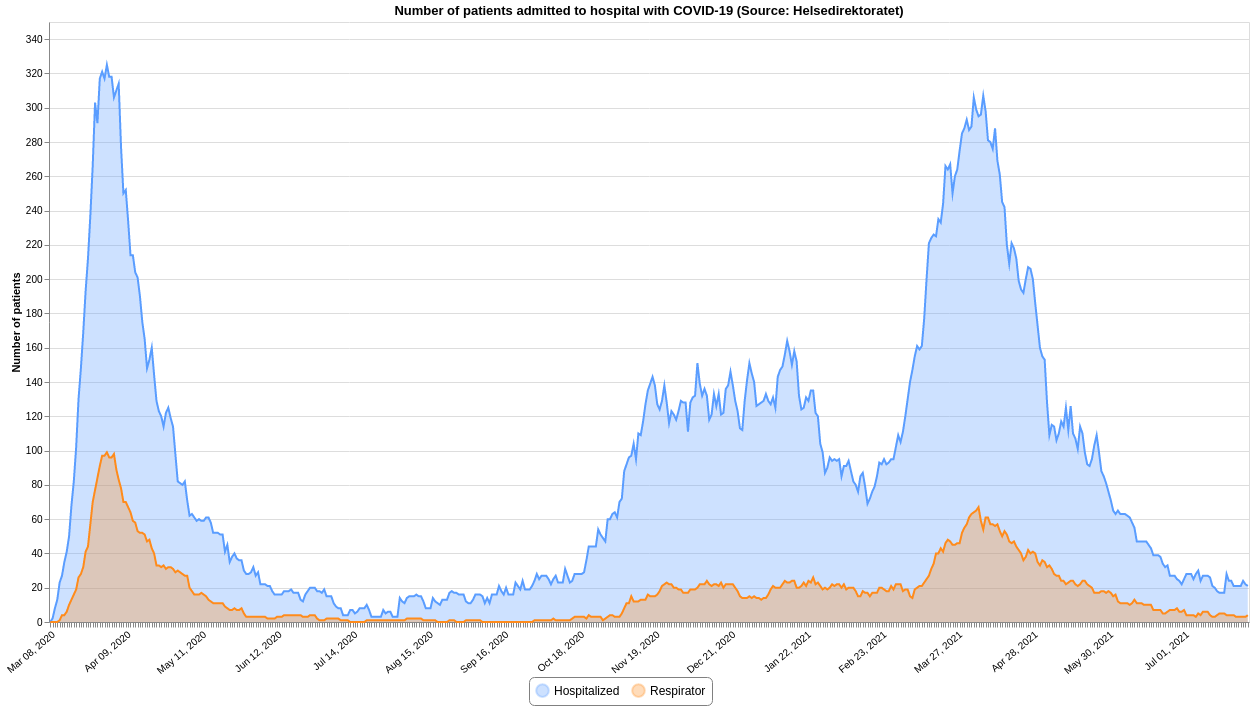 Number of patients admitted to hospital with COVID-19 (Source: Helsedirektoratet)
Number of patients
340
320
300
280
260
240
220
200
180
160
140
120
100
80
60
40
20
0
Mar 08, 2020
Apr 09, 2020
May 11, 2020
Jun 12, 2020
Jul 14, 2020
Aug 15, 2020
Sep 16, 2020
Oct 18, 2020
Nov 19, 2020
Dec 21, 2020
Jan 22, 2021
Feb 23, 2021
Mar 27, 2021
Apr 28, 2021
May 30, 2021
Jul 01, 2021
Hospitalized Respirator